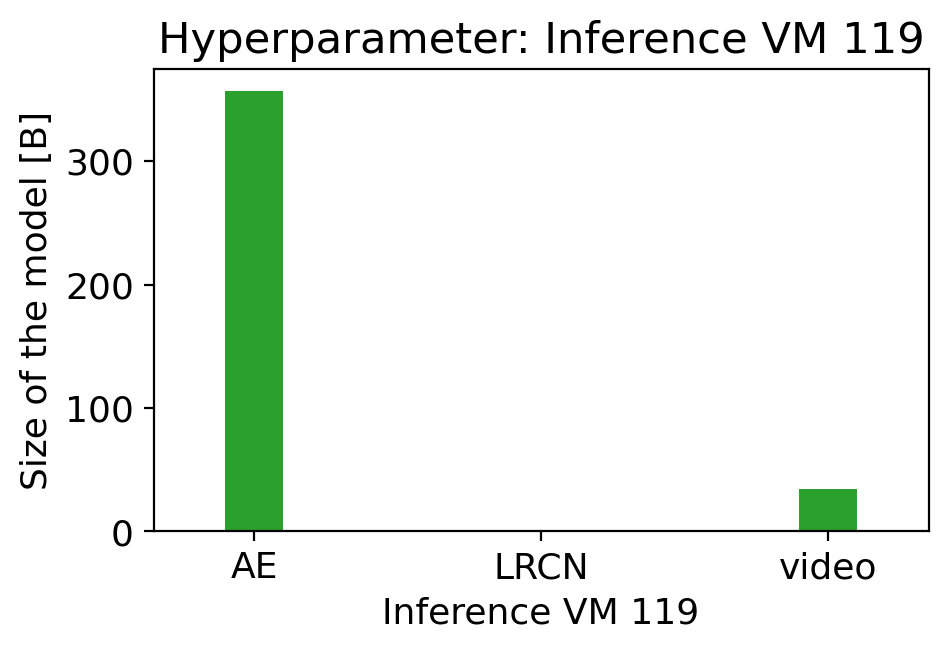 Hyperparameter: Inference VM 119
Size of the model [B]
300
200
100
0
AE LRCN video
Inference VM 119